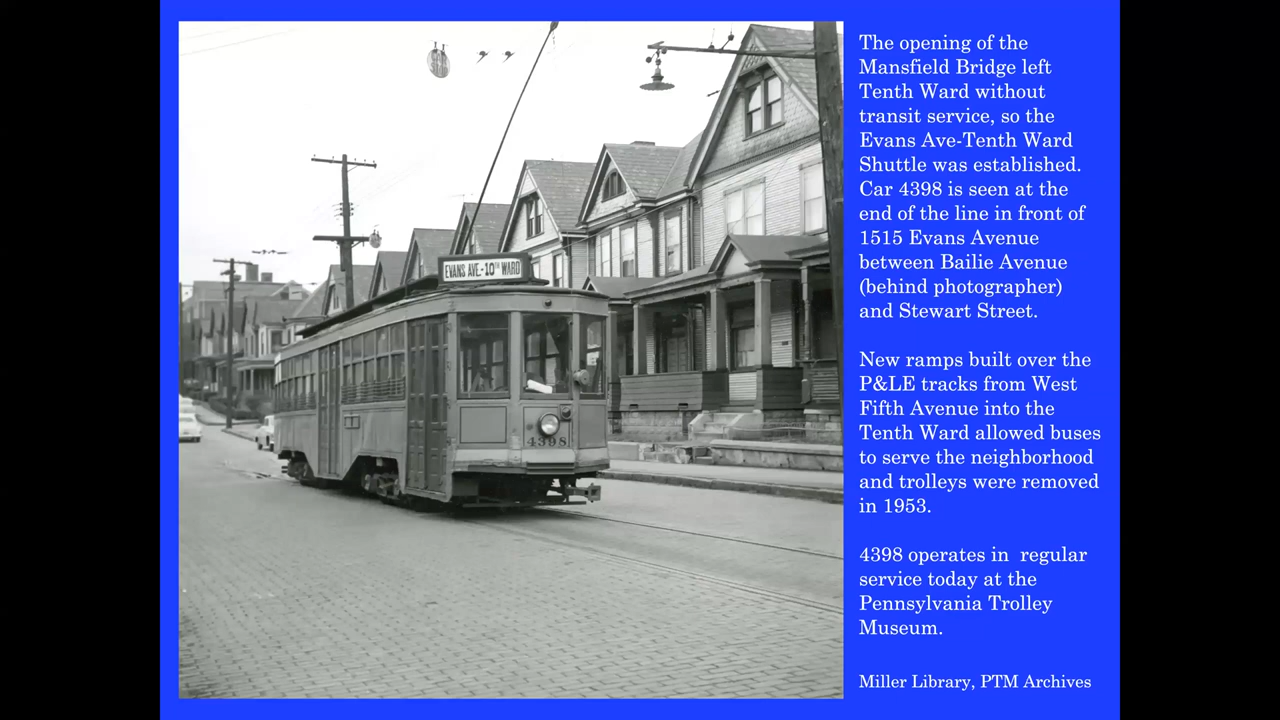 EVANS AVE.-10TH WARD
4398
The opening of the
Mansfield Bridge left
Tenth Ward without
transit service, so the
Evans Ave-Tenth Ward
Shuttle was established.
Car 4398 is seen at the
end of the line in front of
1515 Evans Avenue
between Bailie Avenue
(behind photographer)
and Stewart Street.
New ramps built over the
P&LE tracks from West
Fifth Avenue into the
Tenth Ward allowed buses
to serve the neighborhood
and trolleys were removed
in 1953.
4398 operates in  regular
service today at the
Pennsylvania Trolley
Museum.
Miller Library, PTM Archives